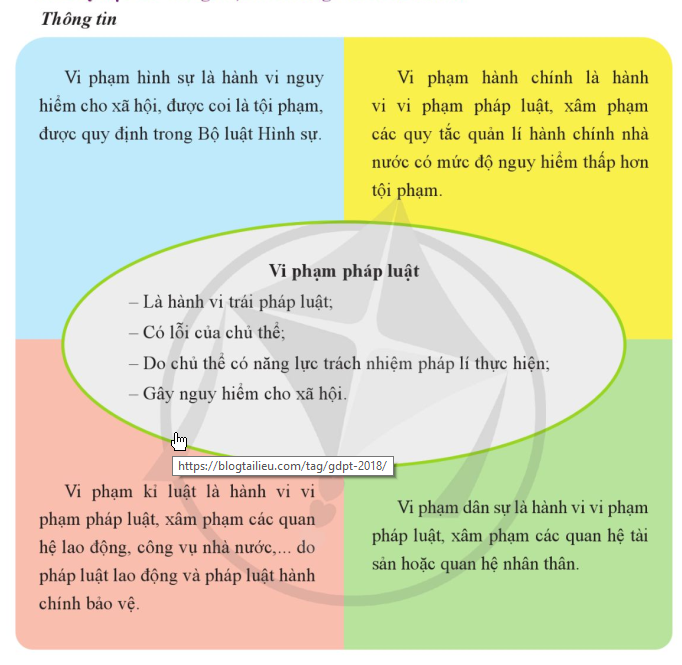 Thông tin
Vi phạm hình sự là hành vi nguy
hiểm cho xã hội, được coi là tội phạm,
được quy định trong Bộ luật Hình sự.
Vi phạm hành chính là hành
vi vi phạm pháp luật, xâm phạm
các quy tắc quản lí hành chính nhà
nước có mức độ nguy hiểm thấp hơn
tội phạm.
Vi phạm pháp luật
– Là hành vi trái pháp luật;
– Có lỗi của chủ thể;
– Do chủ thể có năng lực trách nhiệm pháp lí thực hiện;
– Gây nguy hiểm cho xã hội.
https://blogtailieu.com/tag/gdpt-2018/
Vi phạm kỉ luật là hành vi vi
phạm pháp luật, xâm phạm các quan
hệ lao động, công vụ nhà nước,... do
pháp luật lao động và pháp luật hành
chính bảo vệ.
Vi phạm dân sự là hành vi vi phạm
pháp luật, xâm phạm các quan hệ tài
sản hoặc quan hệ nhân thân.